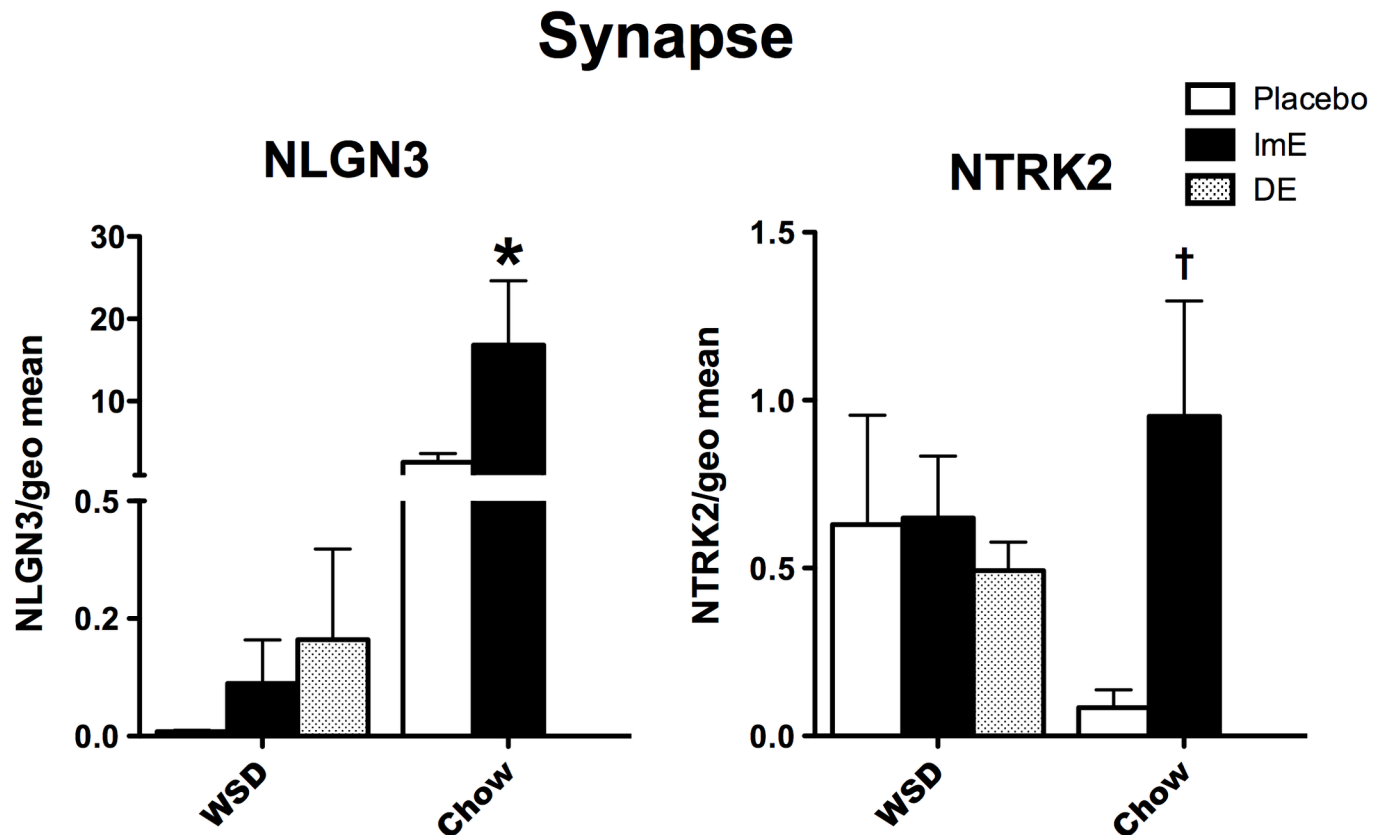 Synapse
Placebo
ImE
DE
NLGN3
NLGN3/geo mean
30
20
10
0.5
0.2
0.0
*
WSD
Chow
NTRK2
NTRK2/geo mean
1.5
1.0
0.5
0.0
†
WSD
Chow